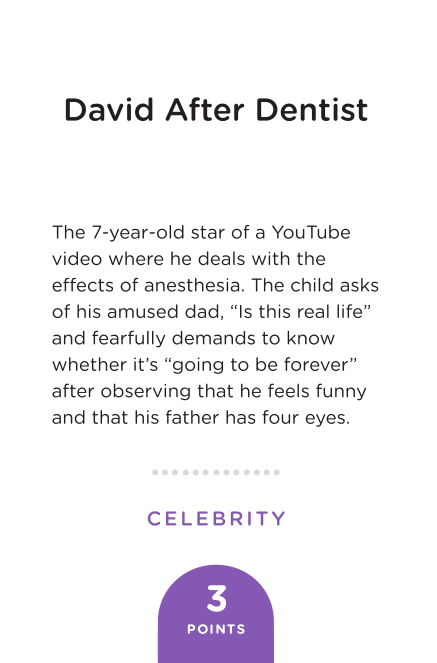 David After Dentist
The 7-year-old star of a YouTube
video where he deals with the
effects of anesthesia. The child asks
of his amused dad, “Is this real life”
and fearfully demands to know
whether it’s “going to be forever”
after observing that he feels funny
and that his father has four eyes.
CELEBRITY
3
POINTS